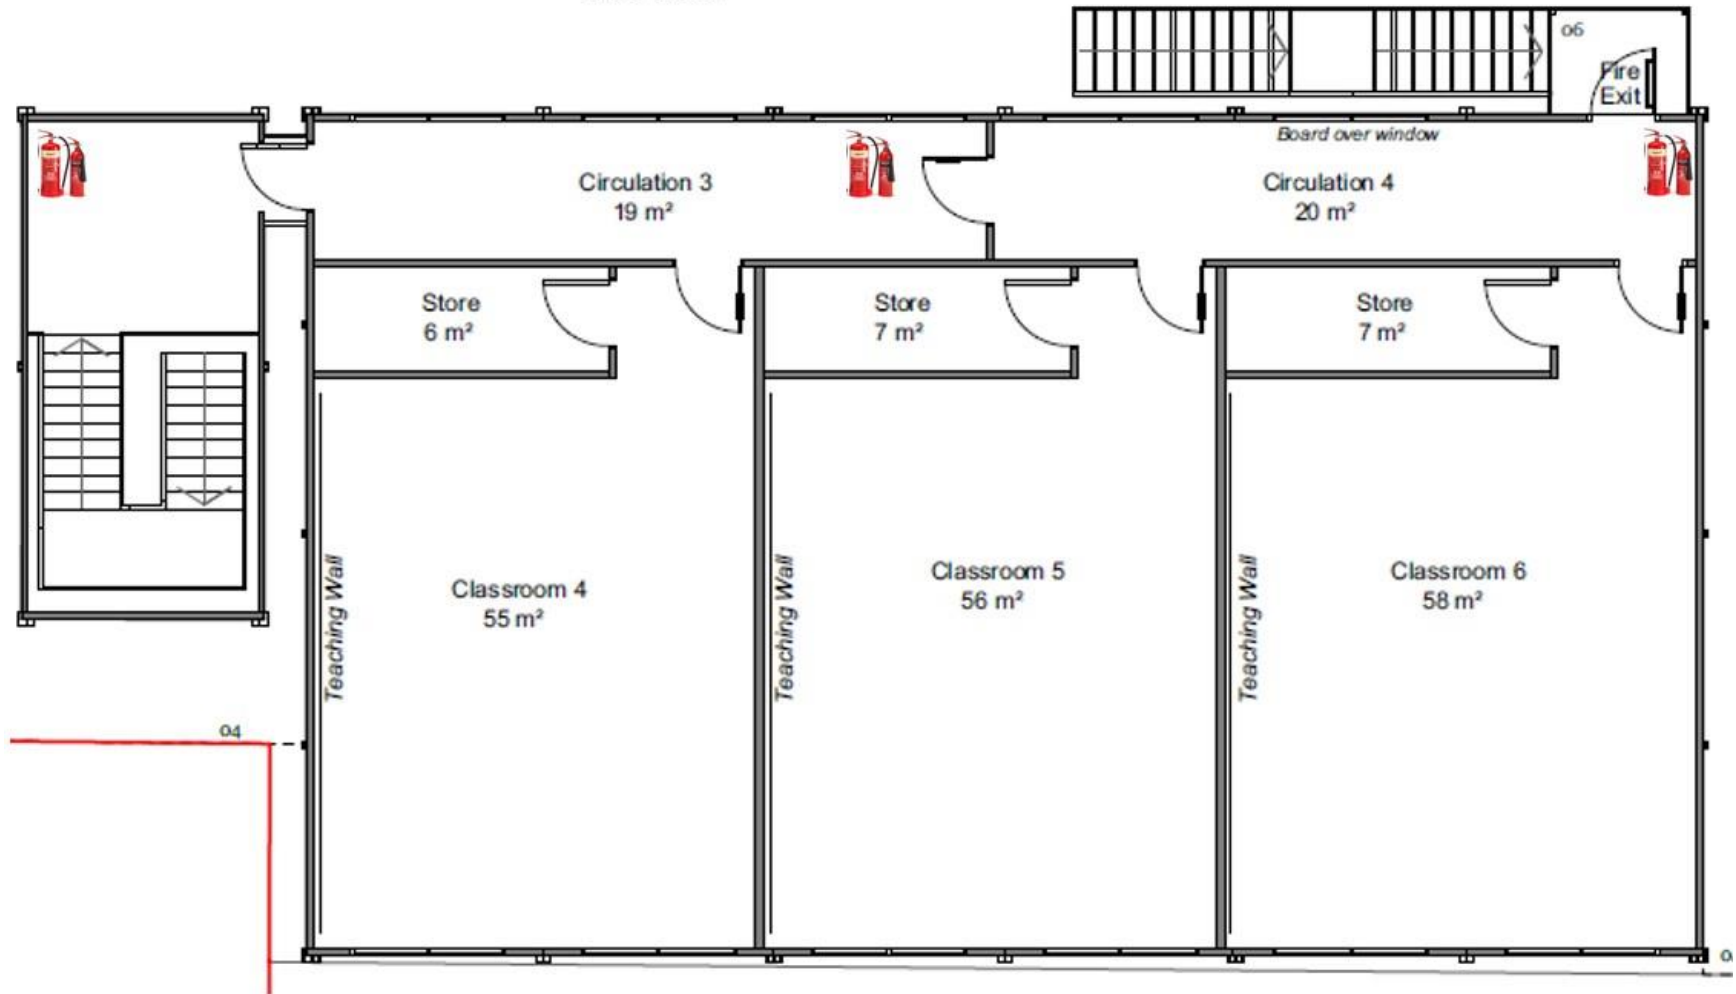 o6
Fire
Exit
Board over window
Circulation 3
19 m²
Circulation 4
20 m²
Store
6 m²
Store
7 m²
Store
7 m²
Teaching Wall
Classroom 4
55 m²
Teaching Wall
Classroom 5
56 m²
Teaching Wall
Classroom 6
58 m²
o4